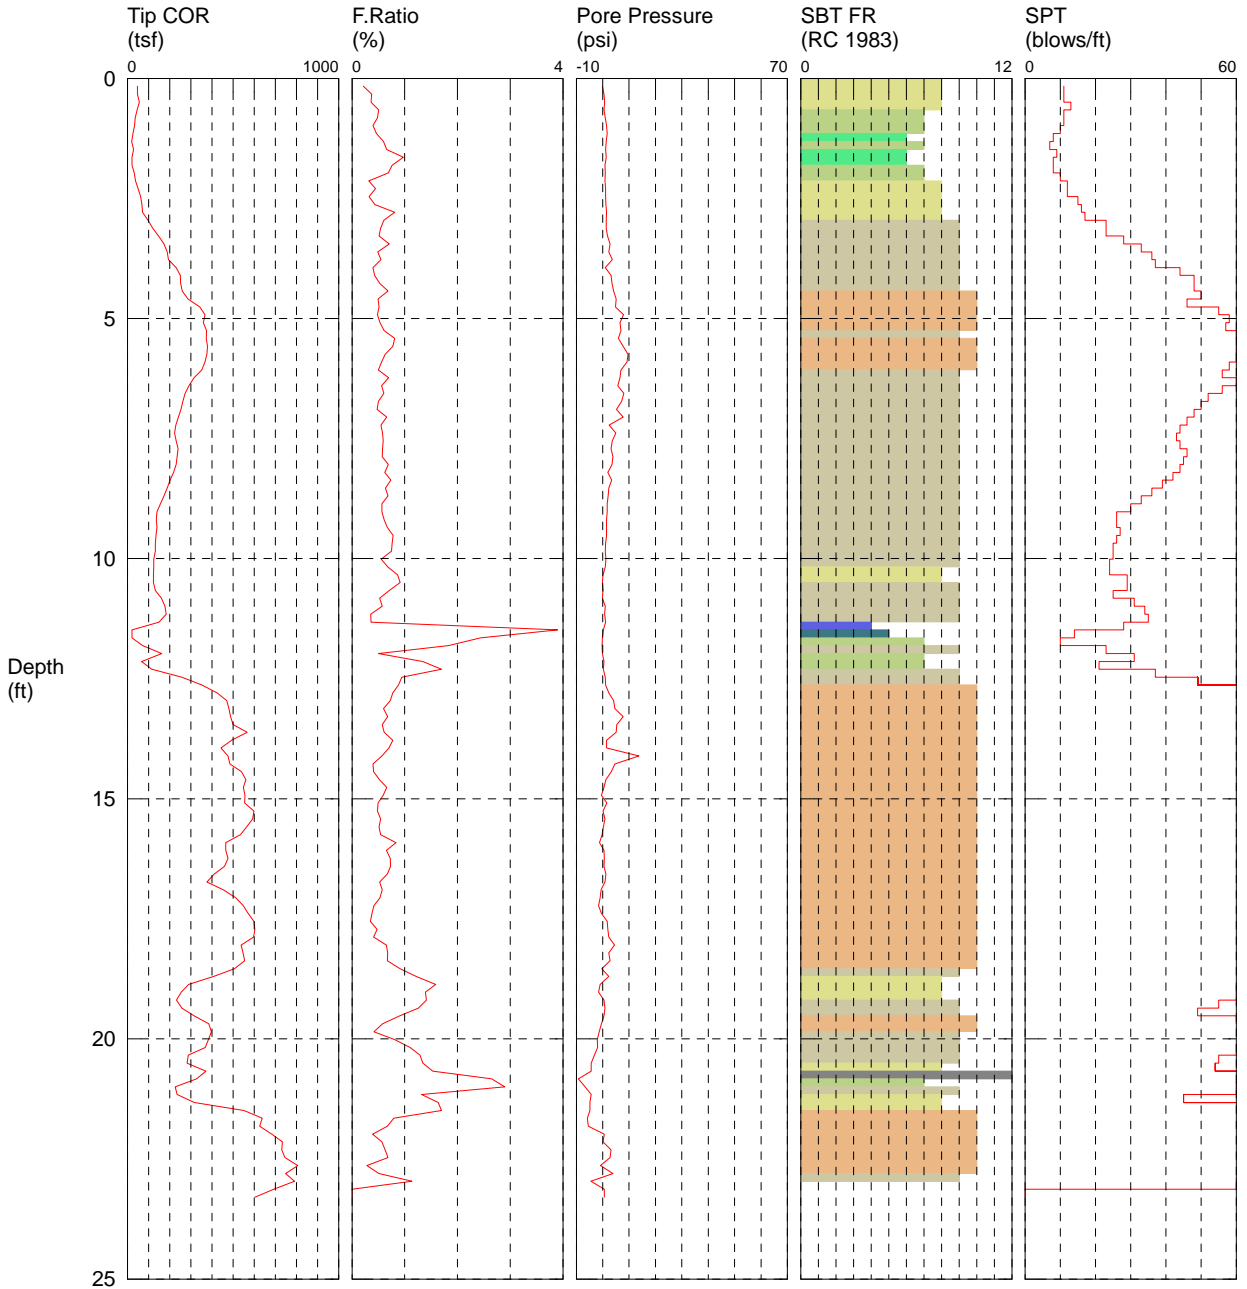 Tip COR
(tsf)
F.Ratio
(%)
Pore Pressure
(psi)
SBT FR
(RC 1983)
SPT
(blows/ft)
0 1000
0 4
-10 70
0 12
0 60
0
5
10
Depth
(ft)
15
20
25